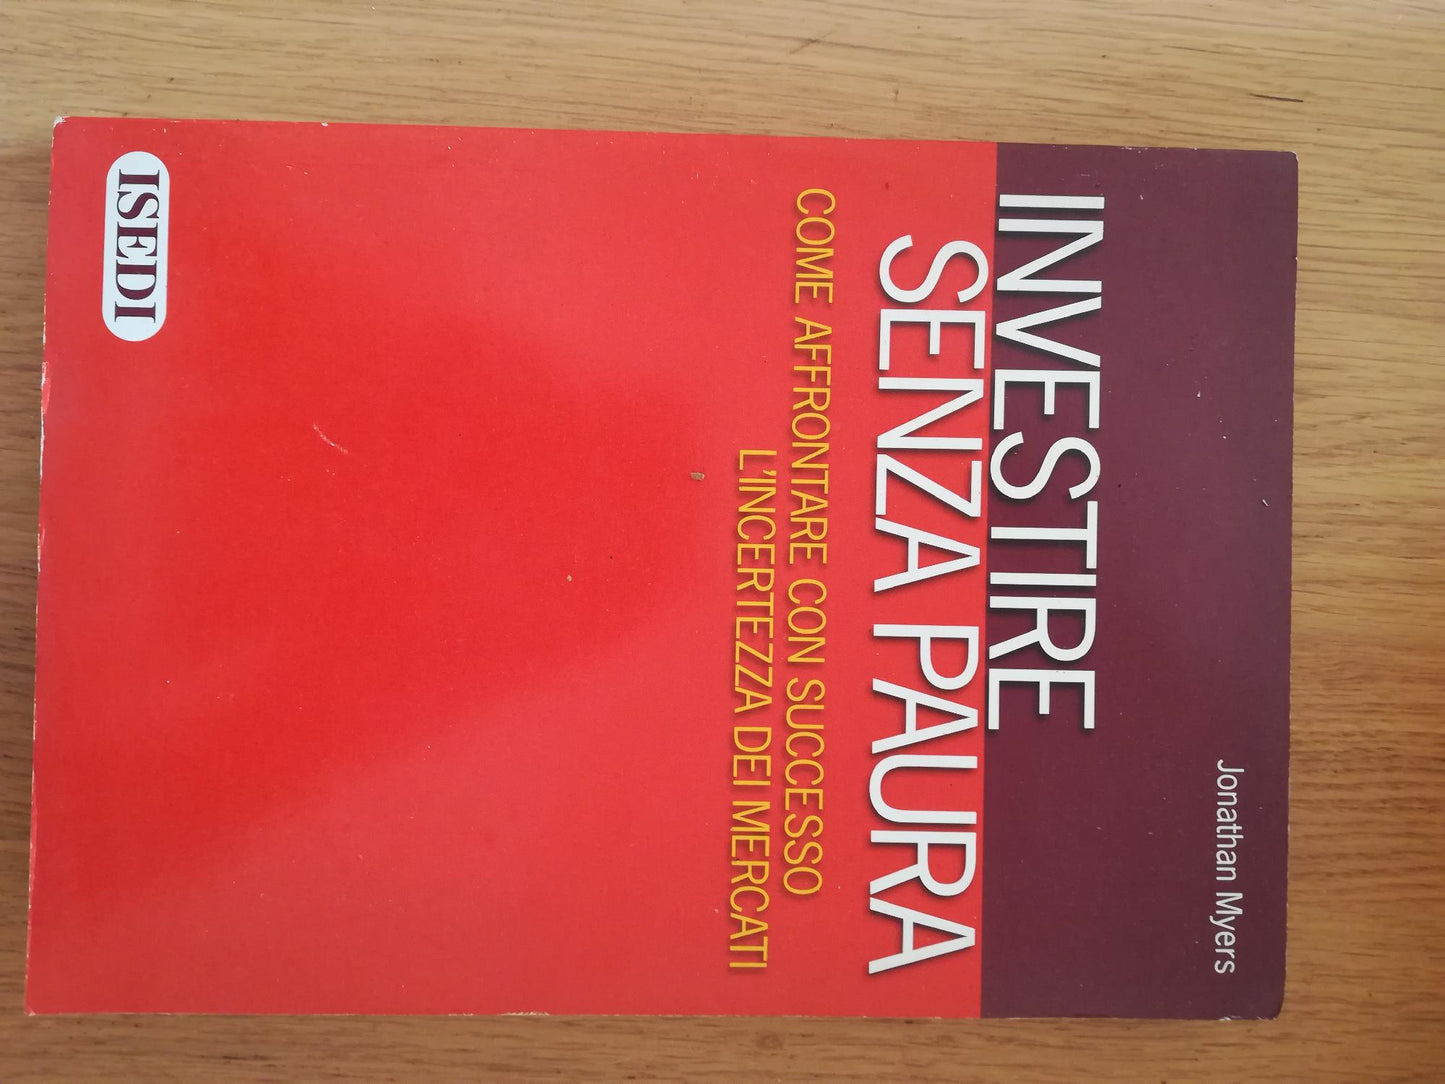 Jonathan Myers
INVESTIRE
SENZA PAURA
COME AFFRONTARE CON SUCCESSO
L'INCERTEZZA DEI MERCATI
ISEDI